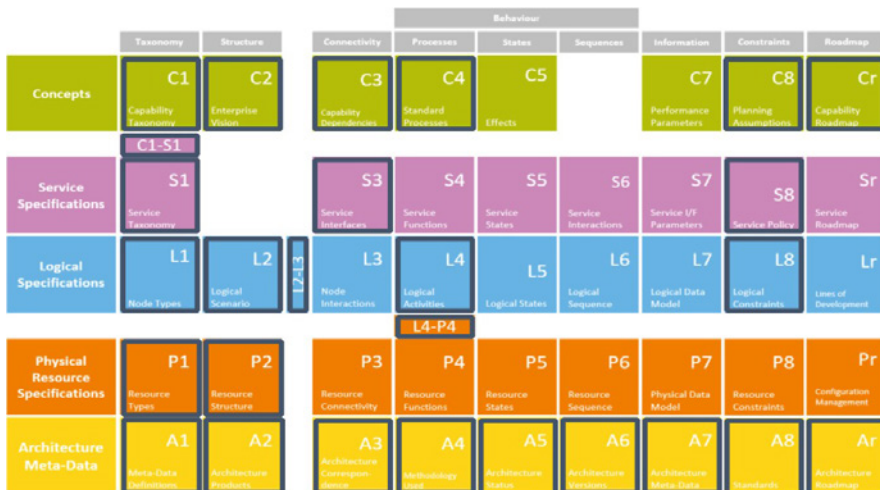 Behaviour
Taxonomy Structure Connectivity Processes States Sequences Information Constraints Roadmap
Concepts
C1 C2 C3 C4 C5 C7 C8 Cr
Capability Enterprise Capability Standard Performance Planning Capability
Taxonomy Vision Dependencies Processes Effects Parameters Assumptions Roadmap
C1-S1
Service
Specifications
S1 S3 S4 S5 S6 S7 S8 Sr
Service Service Service Service Service Service I/F Service
Taxonomy Interfaces Functions States Interactions Parameters Service Policy Roadmap
Logical
Specifications
L1 L2 L2-L3 L3 L4 L5 L6 L7 L8 Lr
Logical Node Logical Logical Logical Data Logical Lines of
Node Types Scenario Interactions Activities Logical States Sequence Model Constraints Development
L4-P4
Physical
Resource
Specifications
P1 P2 P3 P4 P5 P6 P7 P8 Pr
Resource Resource Resource Resource Resource Resource Physical Data Resource Configuration
Types Structure Connectivity Functions States Sequence Model Constraints Management
Architecture
Meta-Data
A1 A2 A3 A4 A5 A6 A7 A8 Ar
Architecture
Meta-Data Architecture Correspon- Methodology Architecture Architecture Architecture Architecture
Definitions Products dence Used Status Versions Meta-Data Standards Roadmap